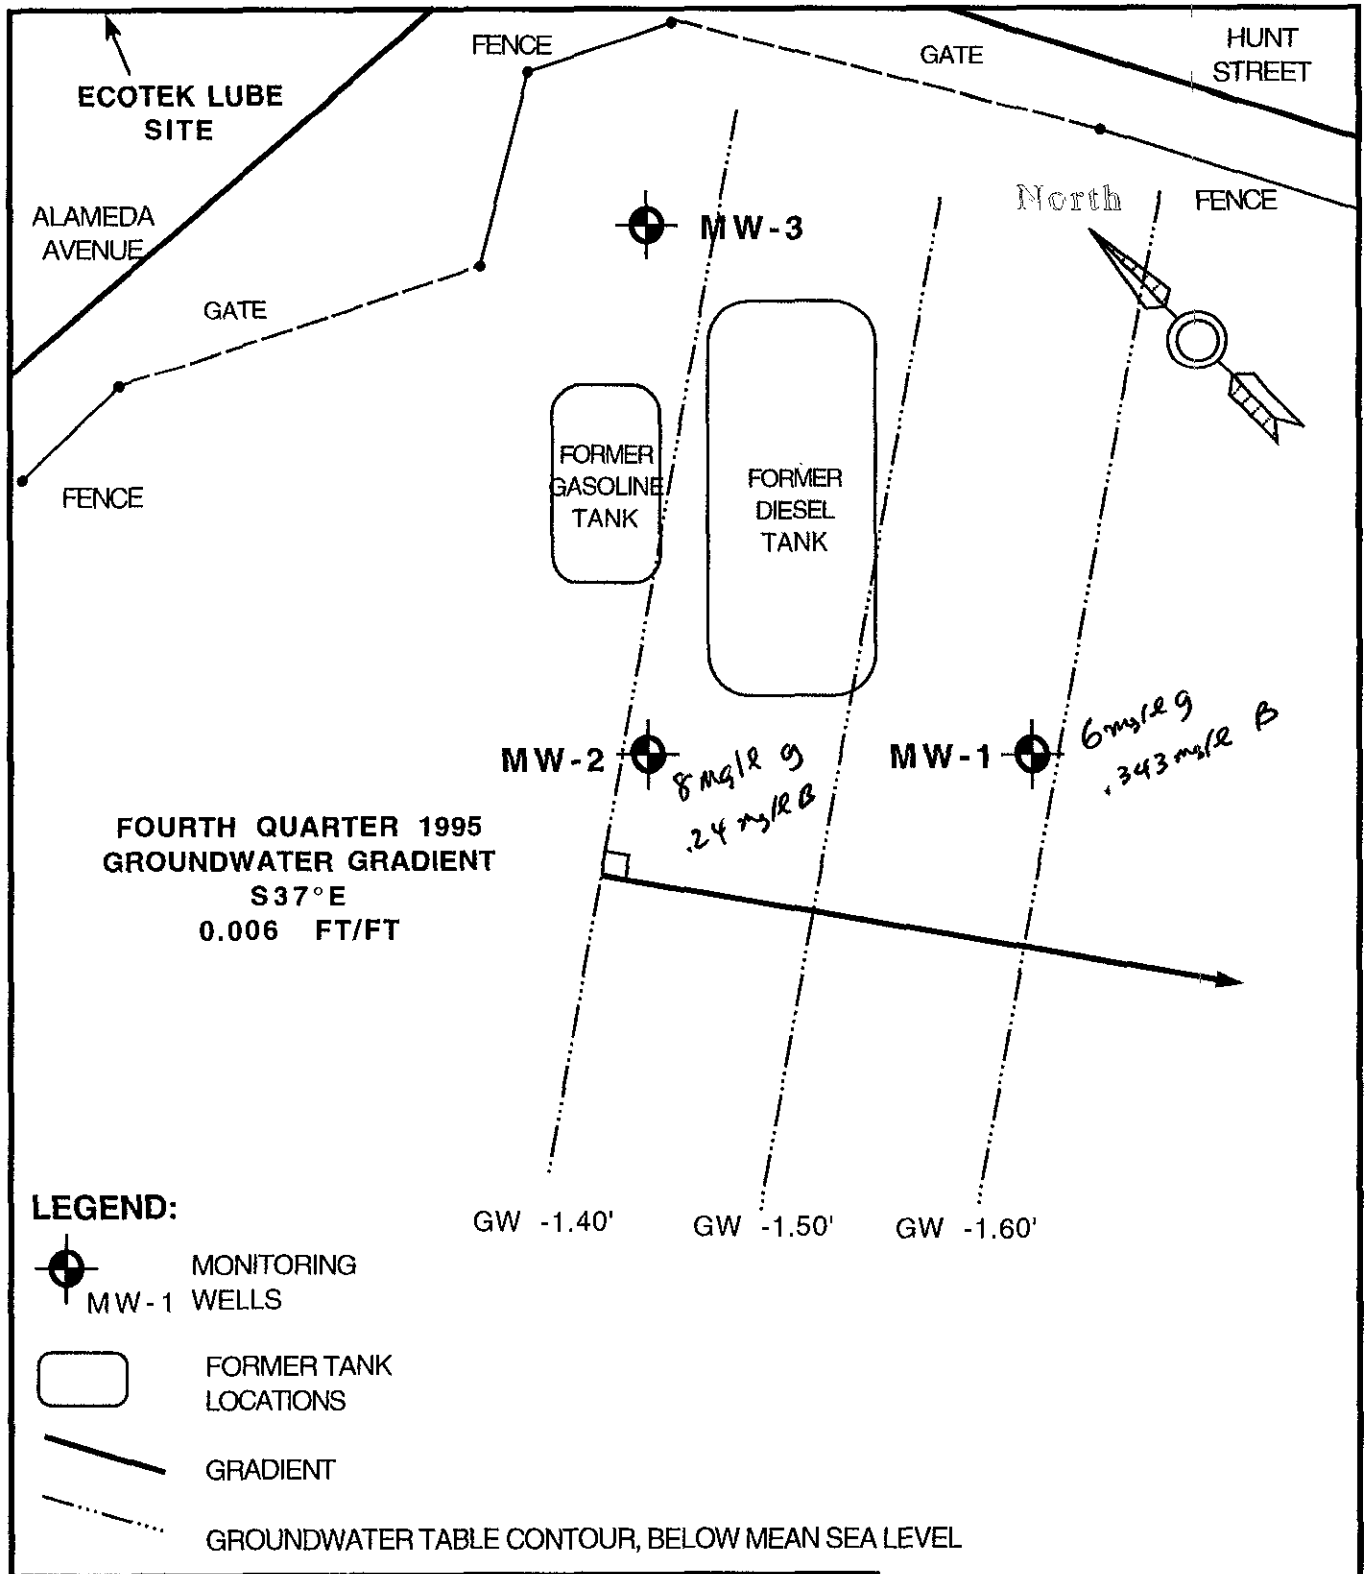 FENCE
GATE
HUNT
STREET
ECOTEK LUBE
SITE
ALAMEDA
AVENUE
North
FENCE
MW-3
GATE
FENCE
FORMER
GASOLINE
TANK
FORMER
DIESEL
TANK
MW-2
8 mg/l g
.24 mg/l B
MW-1
6 mg/l g
.343 mg/l B
FOURTH QUARTER 1995
GROUNDWATER GRADIENT
S37°E
0.006 FT/FT
GW -1.40'
GW -1.50'
GW -1.60'
LEGEND:
MW-1
MONITORING
WELLS
FORMER TANK
LOCATIONS
GRADIENT
GROUNDWATER TABLE CONTOUR, BELOW MEAN SEA LEVEL